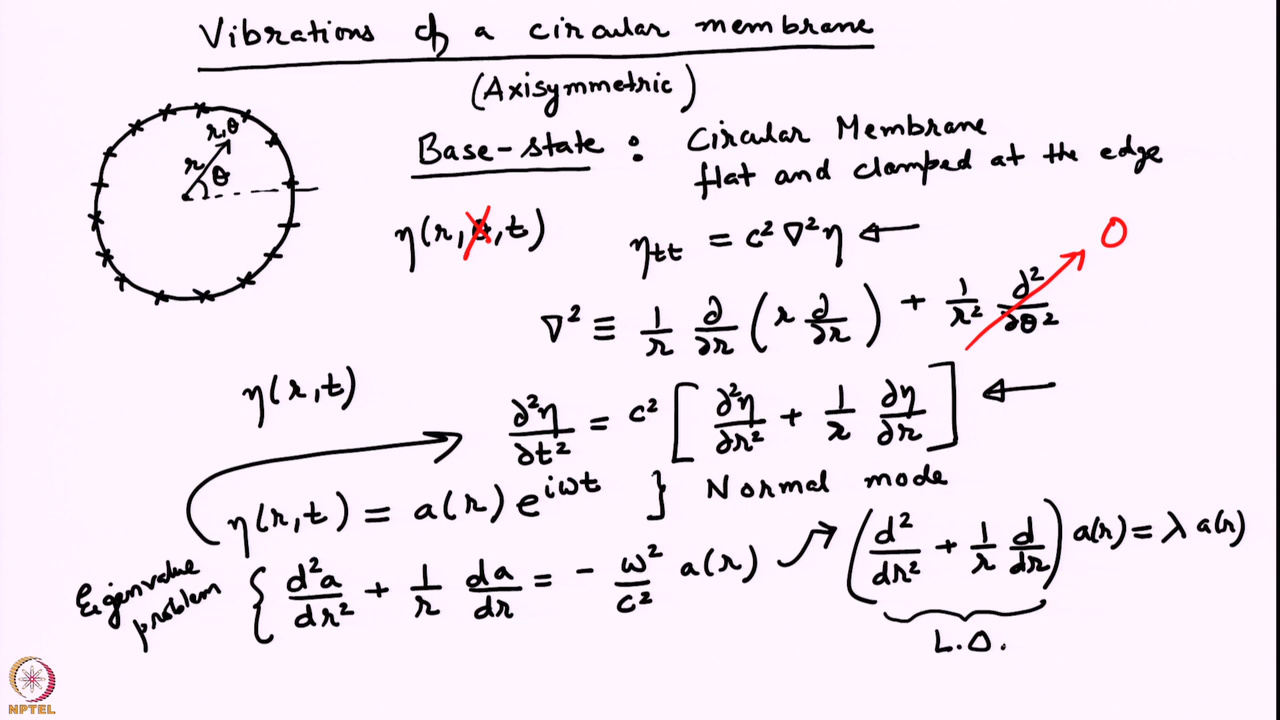 Vibrations of a circular membrane
(Axisymmetric)
r, θ
r
θ
Base-state : Circular Membrane
flat and clamped at the edge
η(r, θ, t)
η_tt = c² ∇²η ←
0
∇² ≡ 1/r ∂/∂r (r ∂/∂r) + 1/r² ∂²/∂θ²
η(r,t)
∂²η/∂t² = c² [ ∂²η/∂r² + 1/r ∂η/∂r ] ←
η(r,t) = a(r) e^{iωt} } Normal mode
Eigenvalue problem { d²a/dr² + 1/r da/dr = - ω²/c² a(r)
(d²/dr² + 1/r d/dr) a(r) = λ a(r)
L.O.
NPTEL